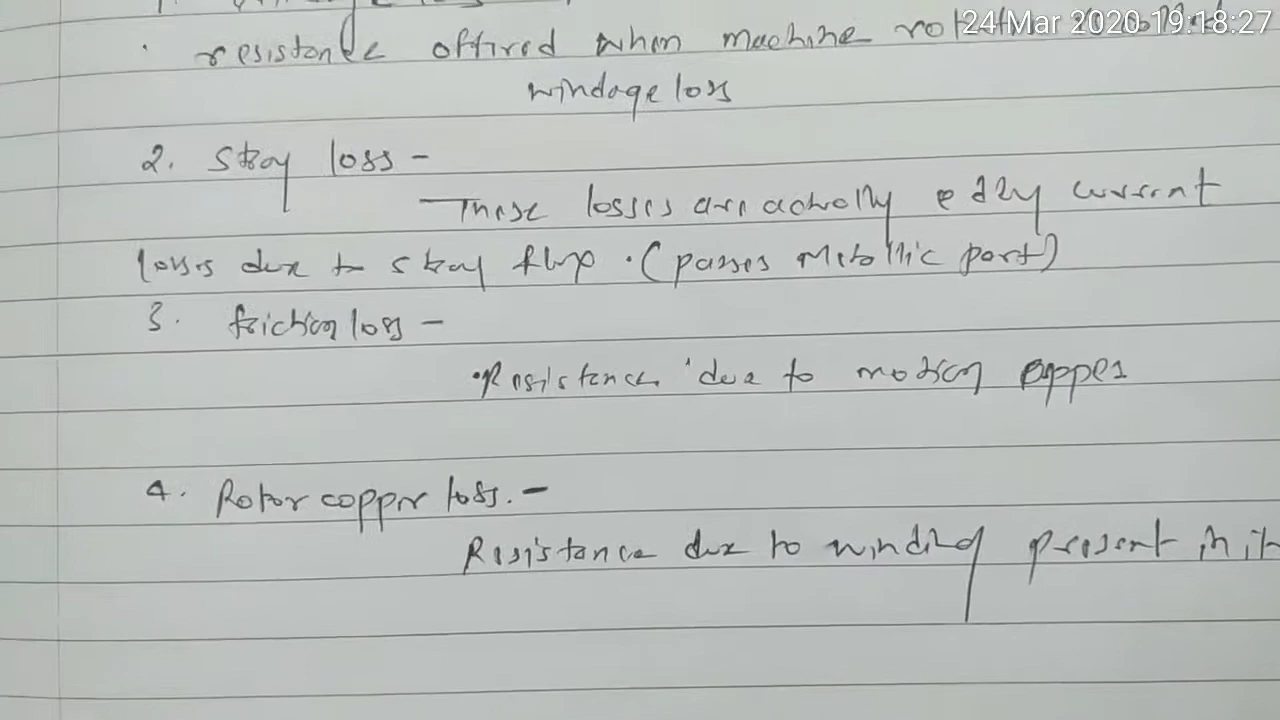 24 Mar 2020 19:18:27
resistance offired when machine
windage loss
2. Stray loss -
These losses are actually eddy current
losses due to stray flux . (passes Metallic part)
3. friction loss -
• Resistance due to motion
4. Rotor copper loss. -
Resistance due to winding present in it